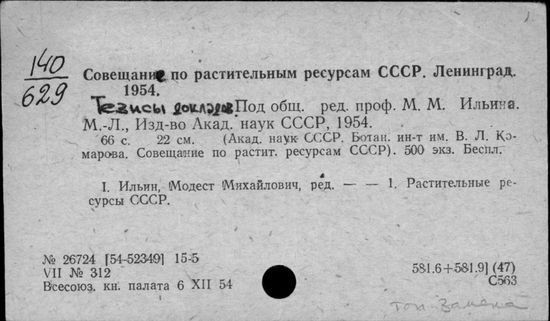 140
629
Совещание по растительным ресурсам СССР. Ленинград.
1954.
Тезисы докладов. Под общ. ред. проф. М. М. Ильина.
М.-Л., Изд-во Акад. наук СССР, 1954.
66 с. 22 см. (Акад. наук СССР. Ботан. ин-т им. В. Л. Комарова. Совещание по растит. ресурсам СССР). 500 экз. Беспл.
I. Ильин, Модест Михайлович, ред. — — 1. Растительные ресурсы СССР.
№ 26724 [54-52349] 15-5
VII № 312
Всесоюз. кн. палата 6 XII 54
581.6+581.9] (47)
С563
топ. Замена